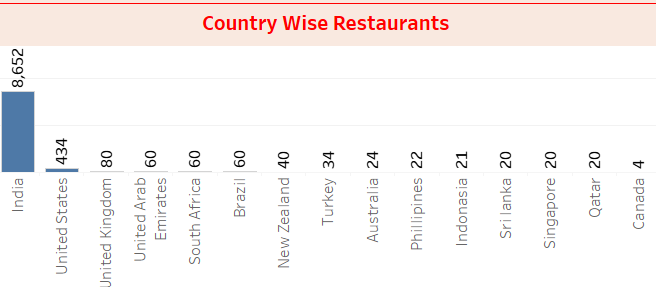 Country Wise Restaurants
8,652
434
80
60
60
60
40
34
24
22
21
20
20
20
4
India
United States
United Kingdom
United Arab
Emirates
South Africa
Brazil
New Zealand
Turkey
Australia
Phillipines
Indonasia
Sri lanka
Singapore
Qatar
Canada